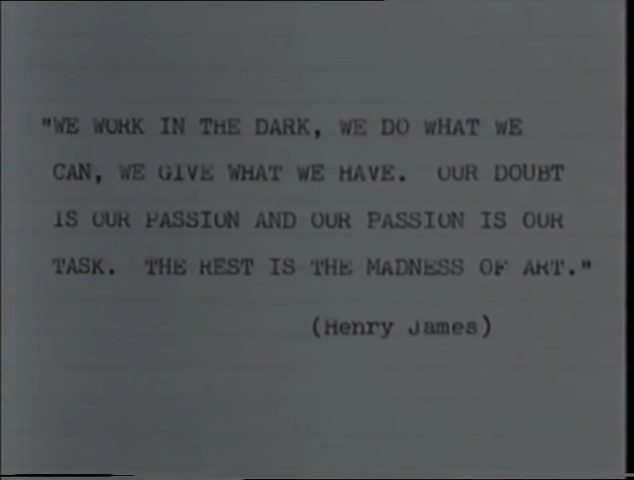 "WE WORK IN THE DARK, WE DO WHAT WE
CAN, WE GIVE WHAT WE HAVE. OUR DOUBT
IS OUR PASSION AND OUR PASSION IS OUR
TASK. THE REST IS THE MADNESS OF ART."
(Henry James)